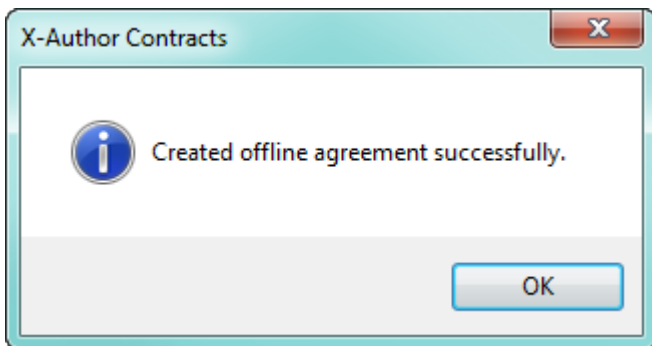 X-Author Contracts
Created offline agreement successfully.
OK